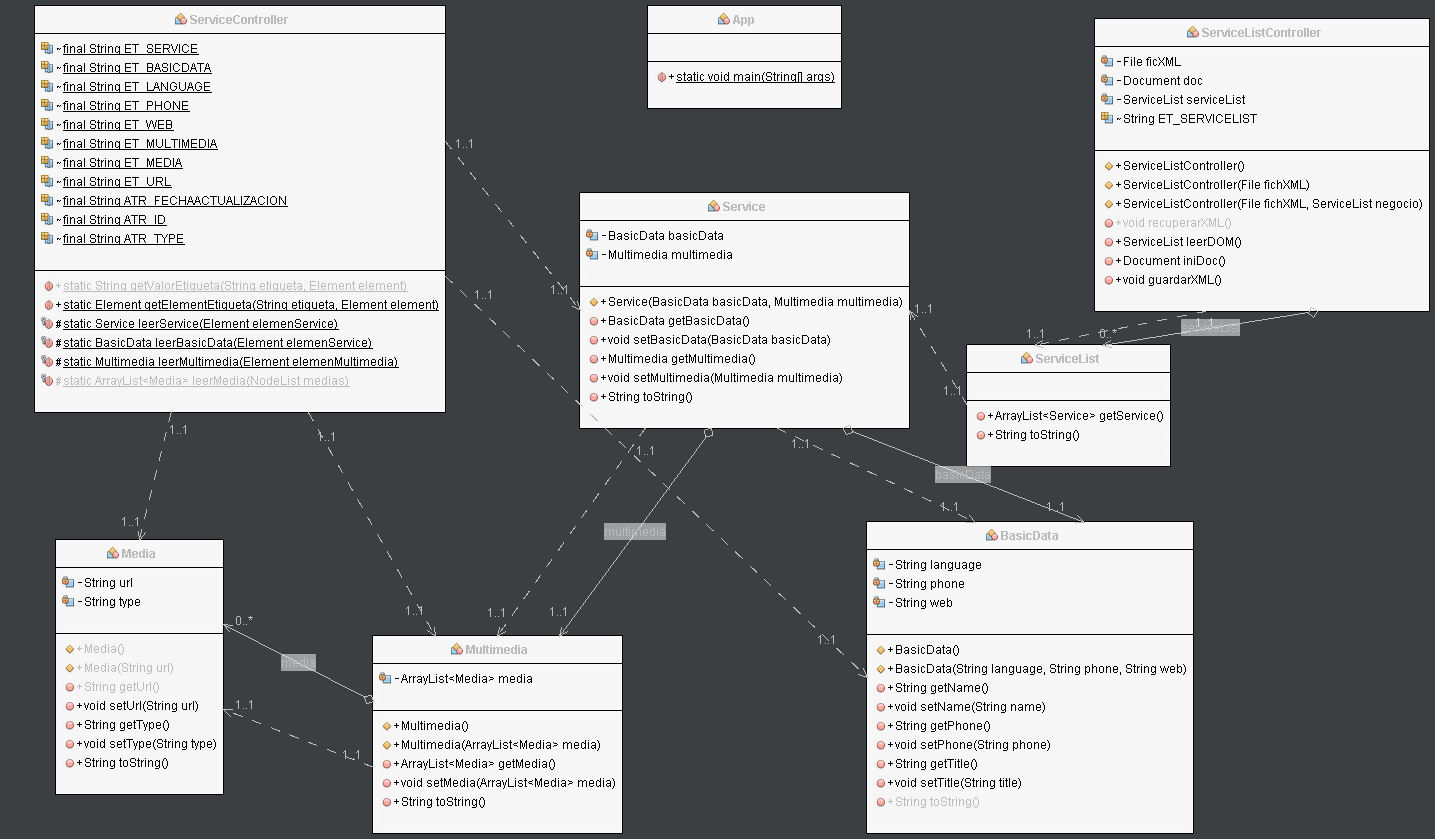 ServiceController
~final String ET_SERVICE
~final String ET_BASICDATA
~final String ET_LANGUAGE
~final String ET_PHONE
~final String ET_WEB
~final String ET_MULTIMEDIA
~final String ET_MEDIA
~final String ET_URL
~final String ATR_FECHAACTUALIZACION
~final String ATR_ID
~final String ATR_TYPE
+static String getValorEtiqueta(String etiqueta, Element element)
+static Element getElementEtiqueta(String etiqueta, Element element)
#static Service leerService(Element elemenService)
#static BasicData leerBasicData(Element elemenService)
#static Multimedia leerMultimedia(Element elemenMultimedia)
#static ArrayList<Media> leerMedia(NodeList medias)
App
+static void main(String[] args)
ServiceListController
-File ficXML
-Document doc
-ServiceList serviceList
~String ET_SERVICELIST
+ServiceListController()
+ServiceListController(File fichXML)
+ServiceListController(File fichXML, ServiceList negocio)
+void recuperarXML()
+ServiceList leerDOM()
+Document iniDoc()
+void guardarXML()
1..1
1..1
1..1
Service
-BasicData basicData
-Multimedia multimedia
+Service(BasicData basicData, Multimedia multimedia)
+BasicData getBasicData()
+void setBasicData(BasicData basicData)
+Multimedia getMultimedia()
+void setMultimedia(Multimedia multimedia)
+String toString()
1..1
1..1
1..1
0..*
1..1
serviceList
ServiceList
+ArrayList<Service> getService()
+String toString()
1..1
1..1
1..1
1..1
basicData
1..1
1..1
multimedia
1..1
1..1
1..1
1..1
1..1
Media
-String url
-String type
+Media()
+Media(String url)
+String getUrl()
+void setUrl(String url)
+String getType()
+void setType(String type)
+String toString()
0..*
media
1..1
1..1
Multimedia
-ArrayList<Media> media
+Multimedia()
+Multimedia(ArrayList<Media> media)
+ArrayList<Media> getMedia()
+void setMedia(ArrayList<Media> media)
+String toString()
BasicData
-String language
-String phone
-String web
+BasicData()
+BasicData(String language, String phone, String web)
+String getName()
+void setName(String name)
+String getPhone()
+void setPhone(String phone)
+String getTitle()
+void setTitle(String title)
+String toString()